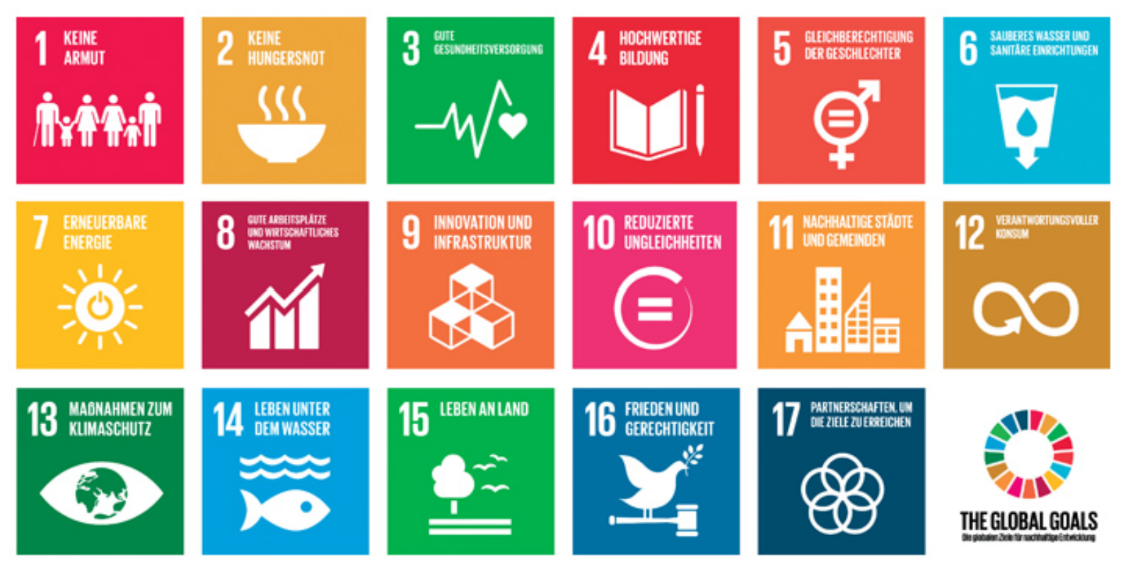 1 KEINE
ARMUT
2 KEINE
HUNGERSNOT
3 GUTE
GESUNDHEITSVERSORGUNG
4 HOCHWERTIGE
BILDUNG
5 GLEICHBERECHTIGUNG
DER GESCHLECHTER
6 SAUBERES WASSER UND
SANITÄRE EINRICHTUNGEN
7 ERNEUERBARE
ENERGIE
8 GUTE ARBEITSPLÄTZE
UND WIRTSCHAFTLICHES
WACHSTUM
9 INNOVATION UND
INFRASTRUKTUR
10 REDUZIERTE
UNGLEICHHEITEN
11 NACHHALTIGE STÄDTE
UND GEMEINDEN
12 VERANTWORTUNGSVOLLER
KONSUM
13 MAßNAHMEN ZUM
KLIMASCHUTZ
14 LEBEN UNTER
DEM WASSER
15 LEBEN AN LAND
16 FRIEDEN UND
GERECHTIGKEIT
17 PARTNERSCHAFTEN, UM
DIE ZIELE ZU ERREICHEN
THE GLOBAL GOALS
Die globalen Ziele für nachhaltige Entwicklung